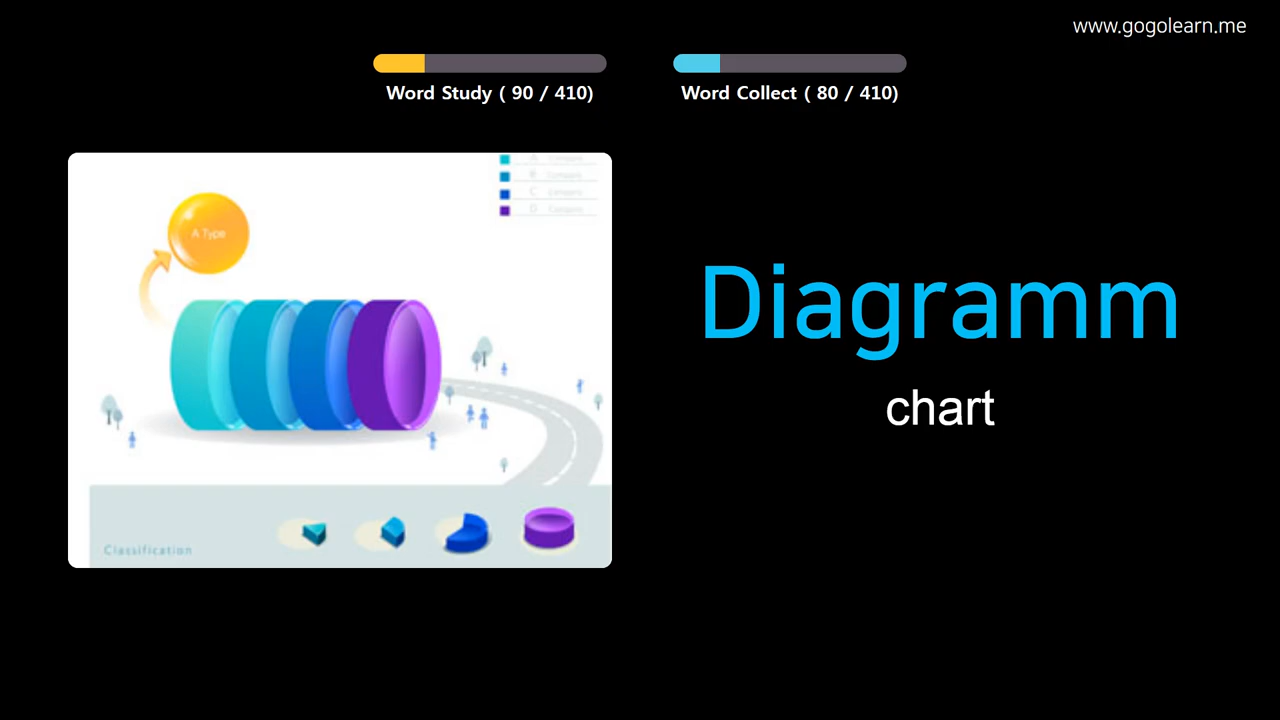 www.gogolearn.me
Word Study ( 90 / 410)
Word Collect ( 80 / 410)
A
B
C
D
A Type
Diagramm
chart
Classification